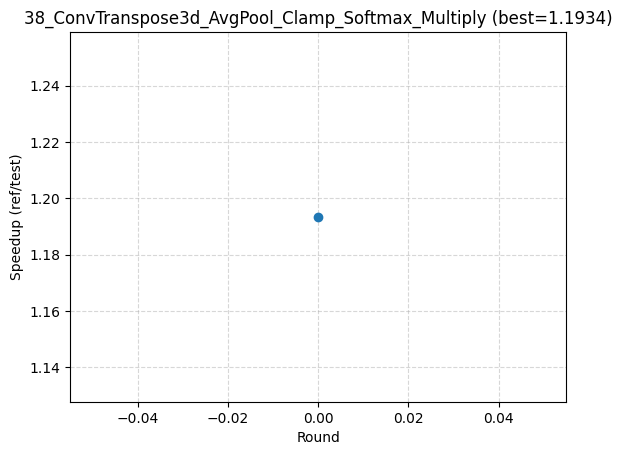 38_ConvTranspose3d_AvgPool_Clamp_Softmax_Multiply (best=1.1934)
Speedup (ref/test)
1.24
1.22
1.20
1.18
1.16
1.14
−0.04 −0.02 0.00 0.02 0.04
Round